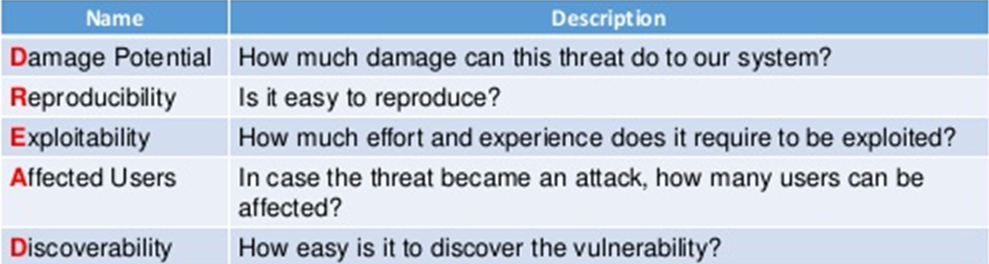 Name Description
Damage Potential How much damage can this threat do to our system?
Reproducibility Is it easy to reproduce?
Exploitability How much effort and experience does it require to be exploited?
Affected Users In case the threat became an attack, how many users can be
affected?
Discoverability How easy is it to discover the vulnerability?